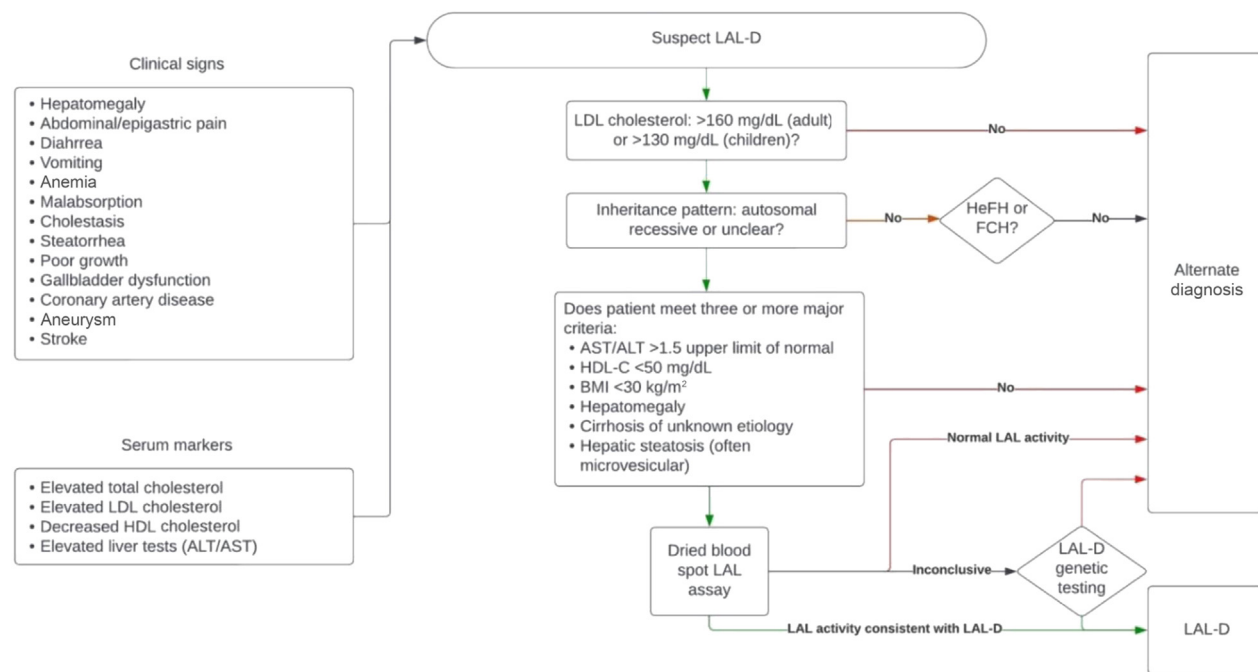 Clinical signs
• Hepatomegaly
• Abdominal/epigastric pain
• Diahrrea
• Vomiting
• Anemia
• Malabsorption
• Cholestasis
• Steatorrhea
• Poor growth
• Gallbladder dysfunction
• Coronary artery disease
• Aneurysm
• Stroke
Serum markers
• Elevated total cholesterol
• Elevated LDL cholesterol
• Decreased HDL cholesterol
• Elevated liver tests (ALT/AST)
Suspect LAL-D
LDL cholesterol: >160 mg/dL (adult)
or >130 mg/dL (children)?
No
Inheritance pattern: autosomal
recessive or unclear?
No
HeFH or
FCH?
No
Does patient meet three or more major
criteria:
• AST/ALT >1.5 upper limit of normal
• HDL-C <50 mg/dL
• BMI <30 kg/m²
• Hepatomegaly
• Cirrhosis of unknown etiology
• Hepatic steatosis (often
microvesicular)
No
Normal LAL activity
Dried blood
spot LAL
assay
Inconclusive
LAL-D
genetic
testing
LAL activity consistent with LAL-D
Alternate
diagnosis
LAL-D